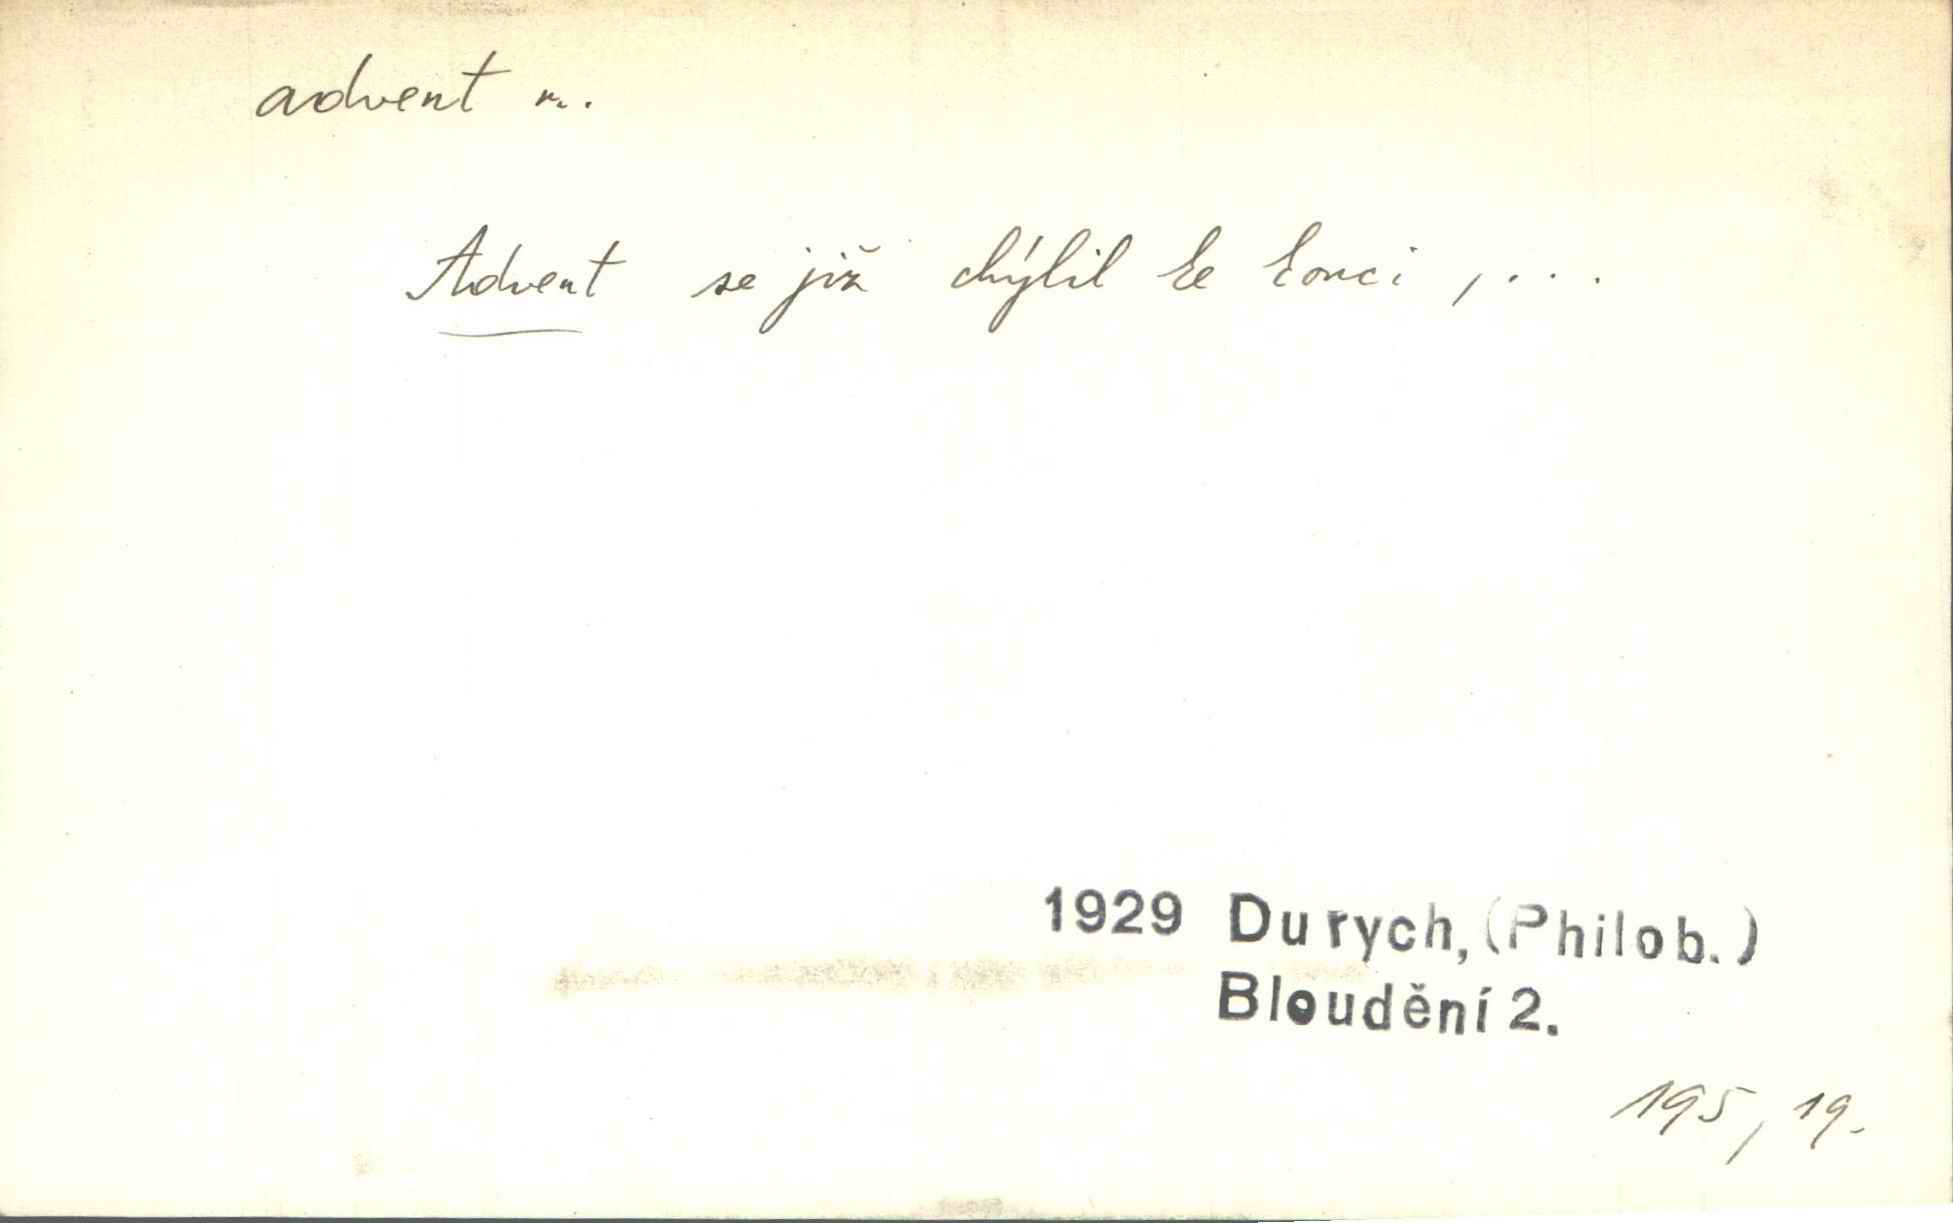 advent m.
Advent se již chýlil ke konci, ...
1929 Durych, (Philob.)
Bloudění 2.
195, 19.